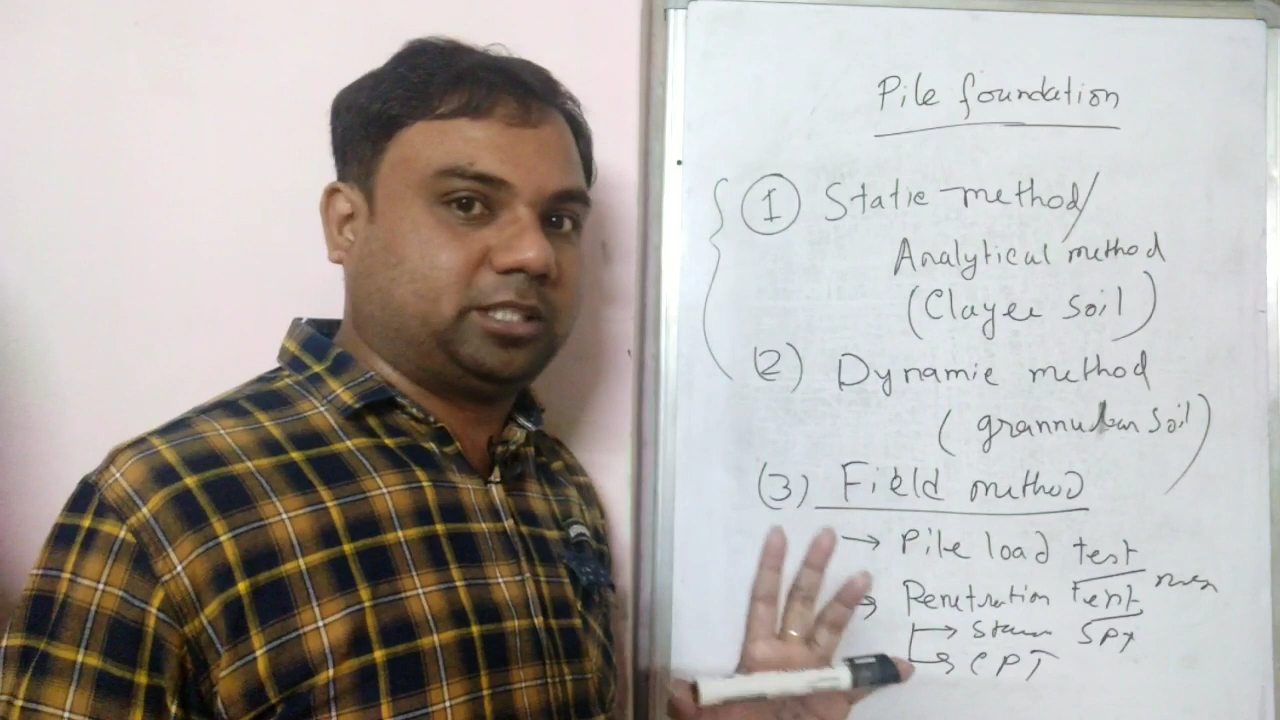 Pile foundation
1 Static method/
Analytical method
(Clayee soil)
(2) Dynamic method
(grannular soil)
(3) Field method
→ Pile load test
→ Penetration test
→ SPT
→ CPT